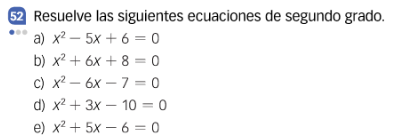 52 Resuelve las siguientes ecuaciones de segundo grado.
a) x² − 5x + 6 = 0
b) x² + 6x + 8 = 0
c) x² − 6x − 7 = 0
d) x² + 3x − 10 = 0
e) x² + 5x − 6 = 0